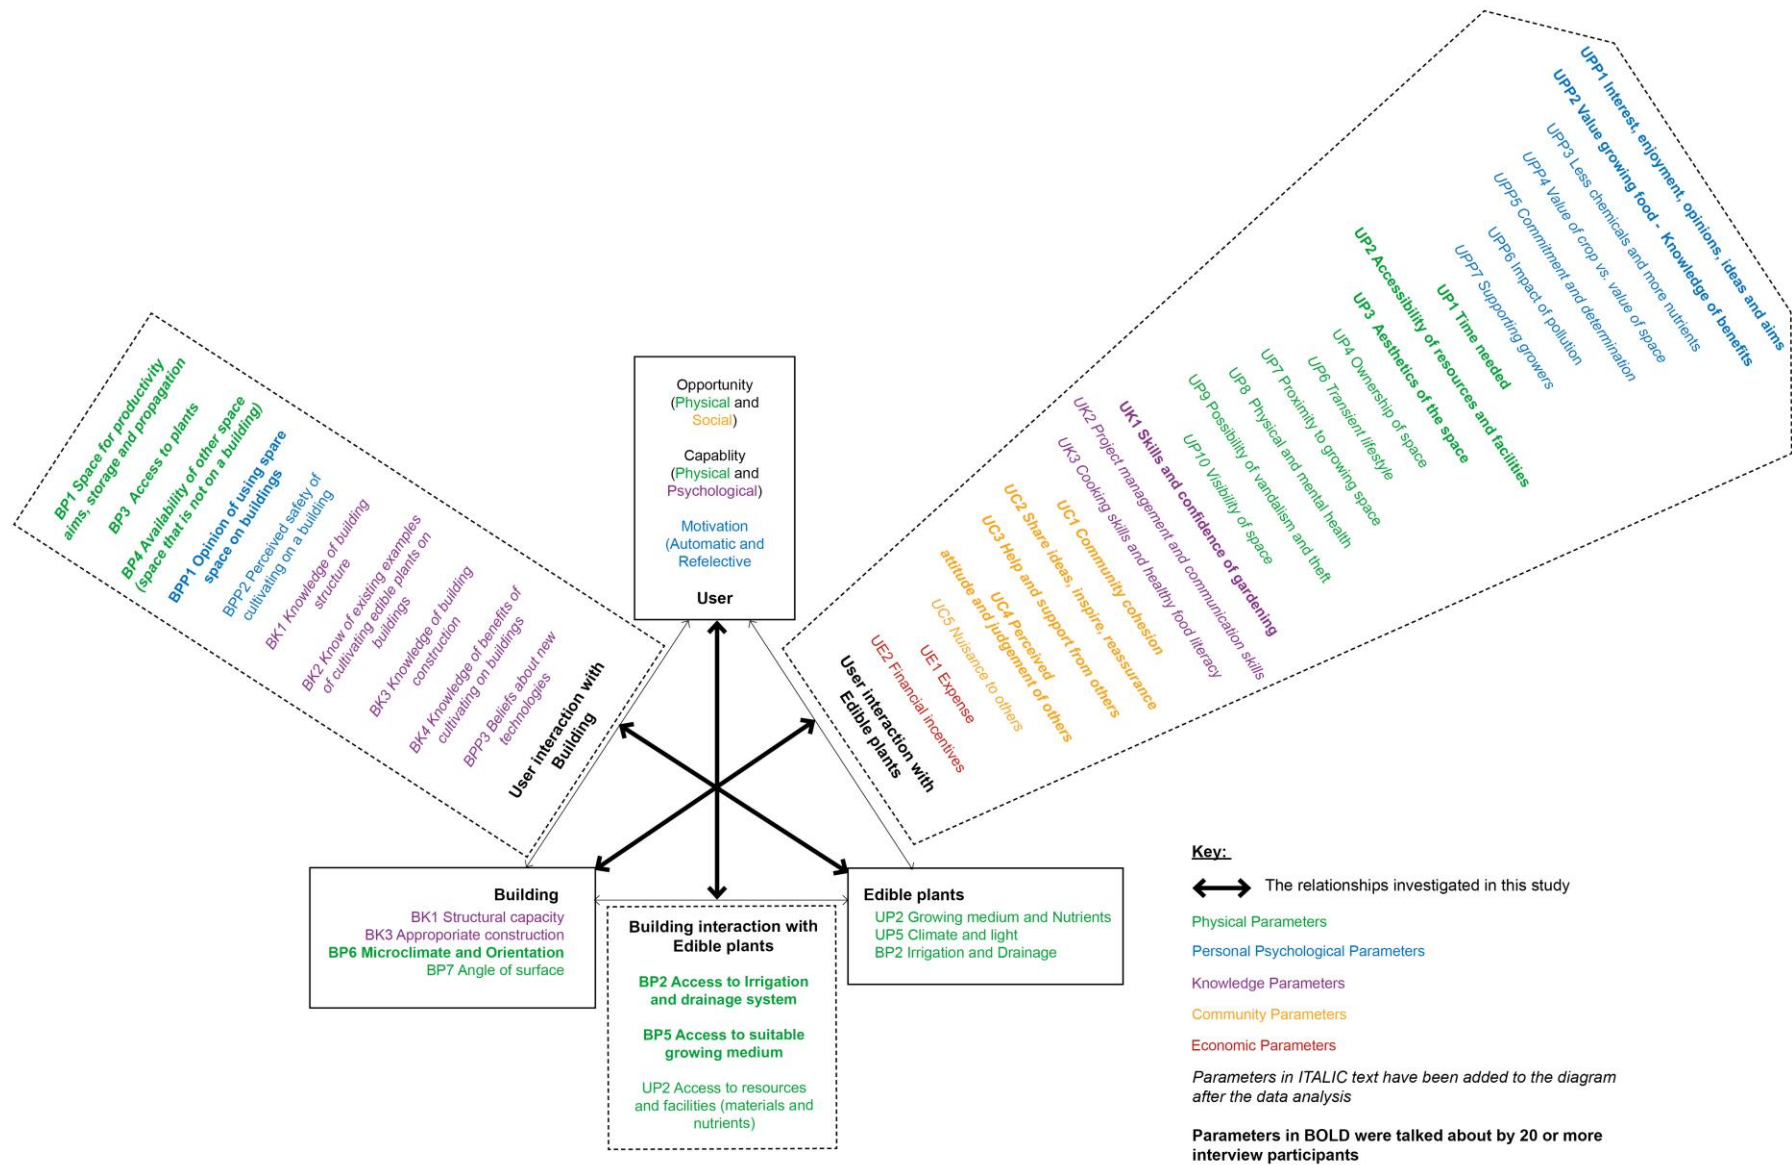 BP1 Space for productivity
aims, storage and propagation
BP3 Access to plants
BP4 Availability of other space
(space that is not on a building)
BPP1 Opinion of using spare
space on buildings
BPP2 Perceived safety of
cultivating on a building
BK1 Knowledge of building
structure
BK2 Know of existing examples
of cultivating edible plants on
buildings
BK3 Knowledge of building
construction
BK4 Knowledge of benefits of
cultivating on buildings
BPP3 Beliefs about new
technologies
User interaction with
Building
Opportunity
(Physical and
Social)
Capablity
(Physical and
Psychological)
Motivation
(Automatic and
Refelective
User
UPP1 Interest, enjoyment, opinions, ideas and aims
UPP2 Value growing food - Knowledge of benefits
UPP3 Less chemicals and more nutrients
UPP4 Value of crop vs. value of space
UPP5 Commitment and determination
UPP6 Impact of pollution
UPP7 Supporting growers
UP1 Time needed
UP2 Accessibility of resources and facilities
UP3 Aesthetics of the space
UP4 Ownership of space
UP6 Transient lifestyle
UP7 Proximity to growing space
UP8 Physical and mental health
UP9 Possibility of vandalism and theft
UP10 Visibility of space
UK1 Skills and confidence of gardening
UK2 Project management and communication skills
UK3 Cooking skills and healthy food literacy
UC1 Community cohesion
UC2 Share ideas, inspire, reassurance
UC3 Help and support from others
UC4 Perceived
attitude and judgement of others
UC5 Nuisance to others
UE1 Expense
UE2 Financial incentives
User interaction with
Edible plants
Building
BK1 Structural capacity
BK3 Approporiate construction
BP6 Microclimate and Orientation
BP7 Angle of surface
Building interaction with
Edible plants
BP2 Access to Irrigation
and drainage system
BP5 Access to suitable
growing medium
UP2 Access to resources
and facilities (materials and
nutrients)
Edible plants
UP2 Growing medium and Nutrients
UP5 Climate and light
BP2 Irrigation and Drainage
Key:
The relationships investigated in this study
Physical Parameters
Personal Psychological Parameters
Knowledge Parameters
Community Parameters
Economic Parameters
Parameters in ITALIC text have been added to the diagram
after the data analysis
Parameters in BOLD were talked about by 20 or more
interview participants